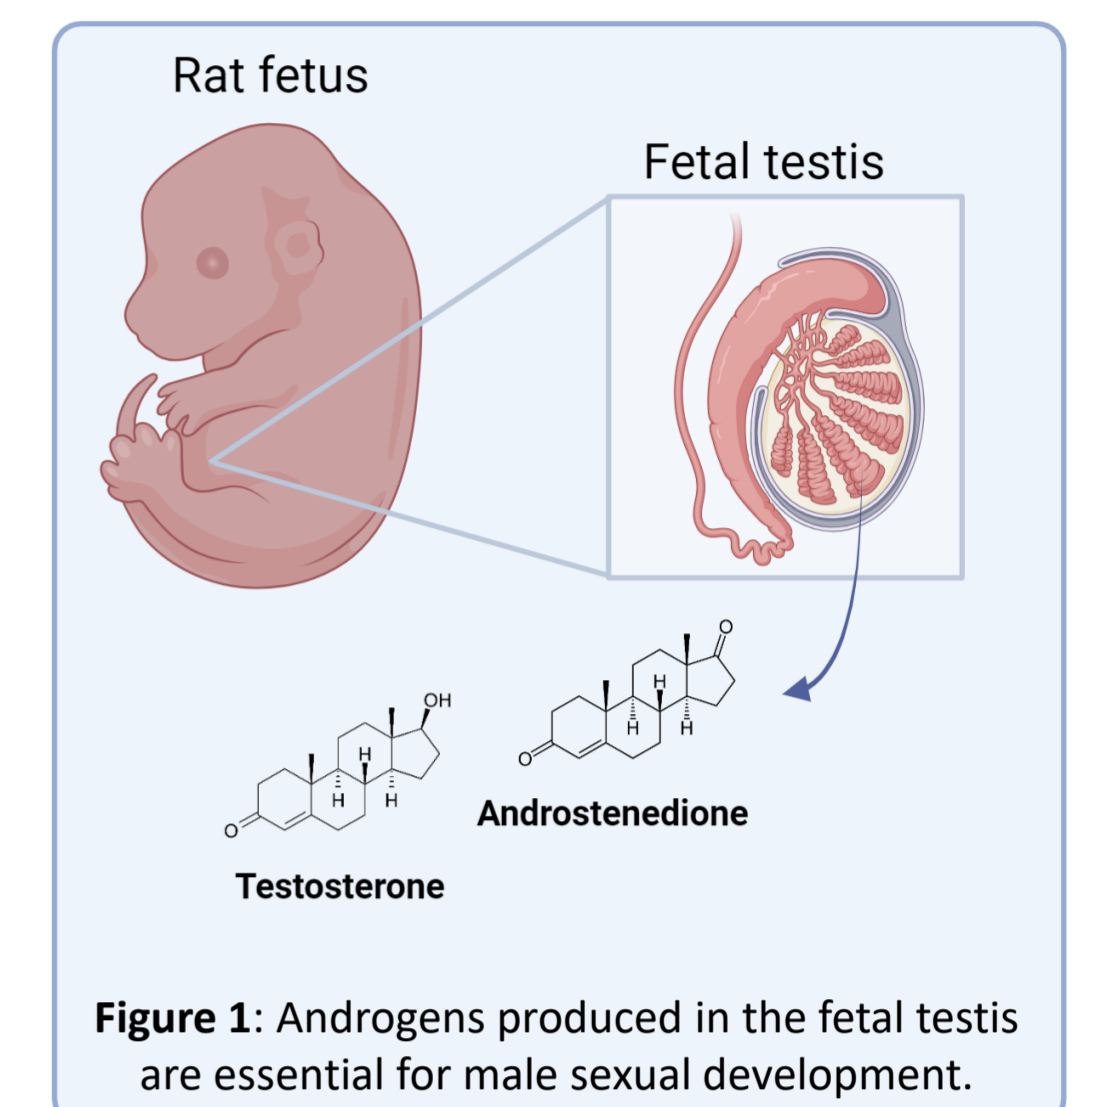 Rat fetus
Fetal testis
O
H
H
H
O
Androstenedione
OH
H
H
H
O
Testosterone
Figure 1: Androgens produced in the fetal testis
are essential for male sexual development.